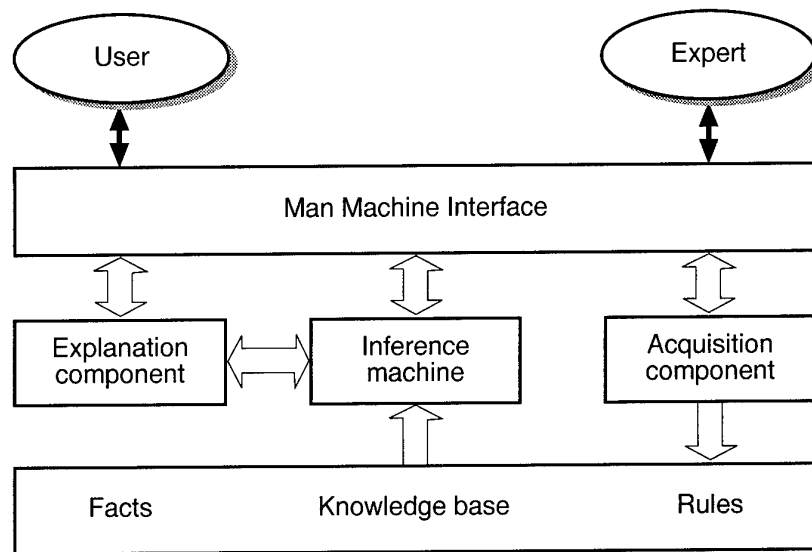 User
Expert
Man Machine Interface
Explanation
component
Inference
machine
Acquisition
component
Facts
Knowledge base
Rules